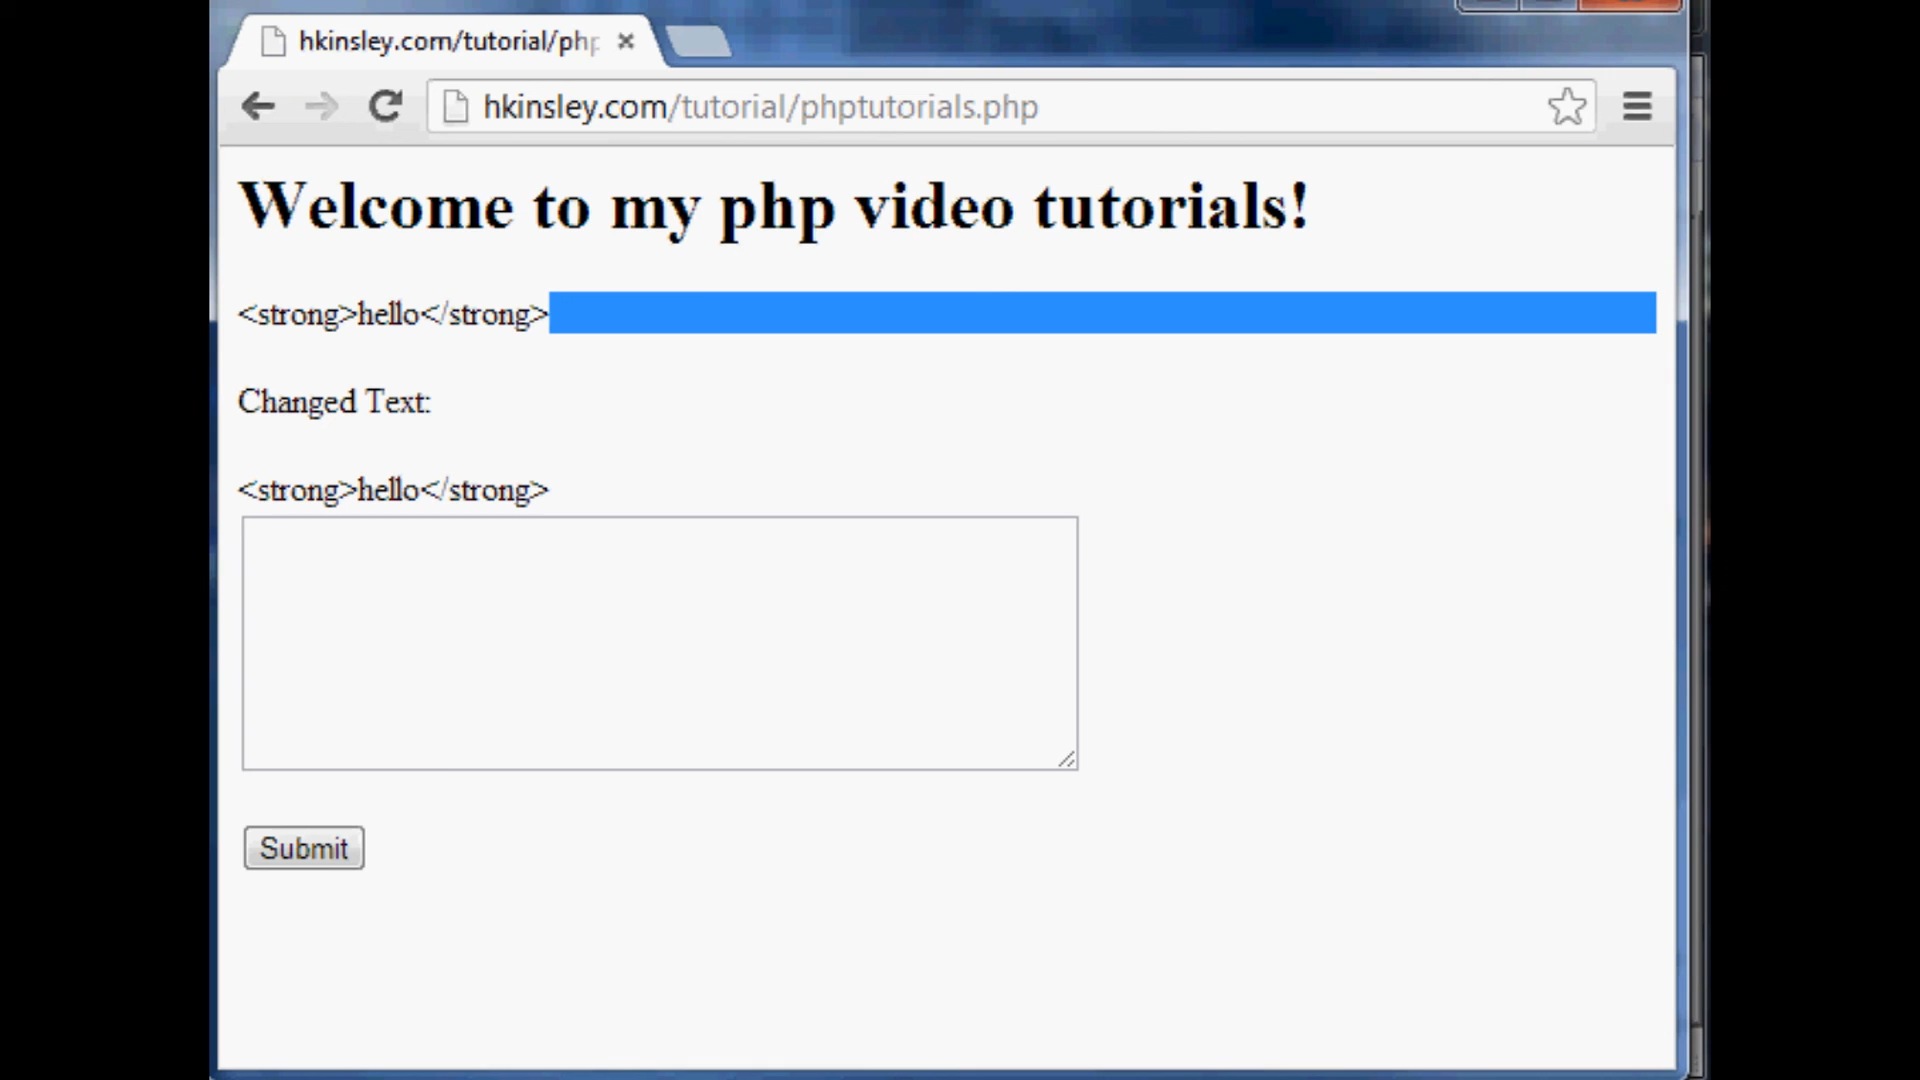 hkinsley.com/tutorial/php
hkinsley.com/tutorial/phptutorials.php
Welcome to my php video tutorials!
<strong>hello</strong>
Changed Text:
<strong>hello</strong>
Submit